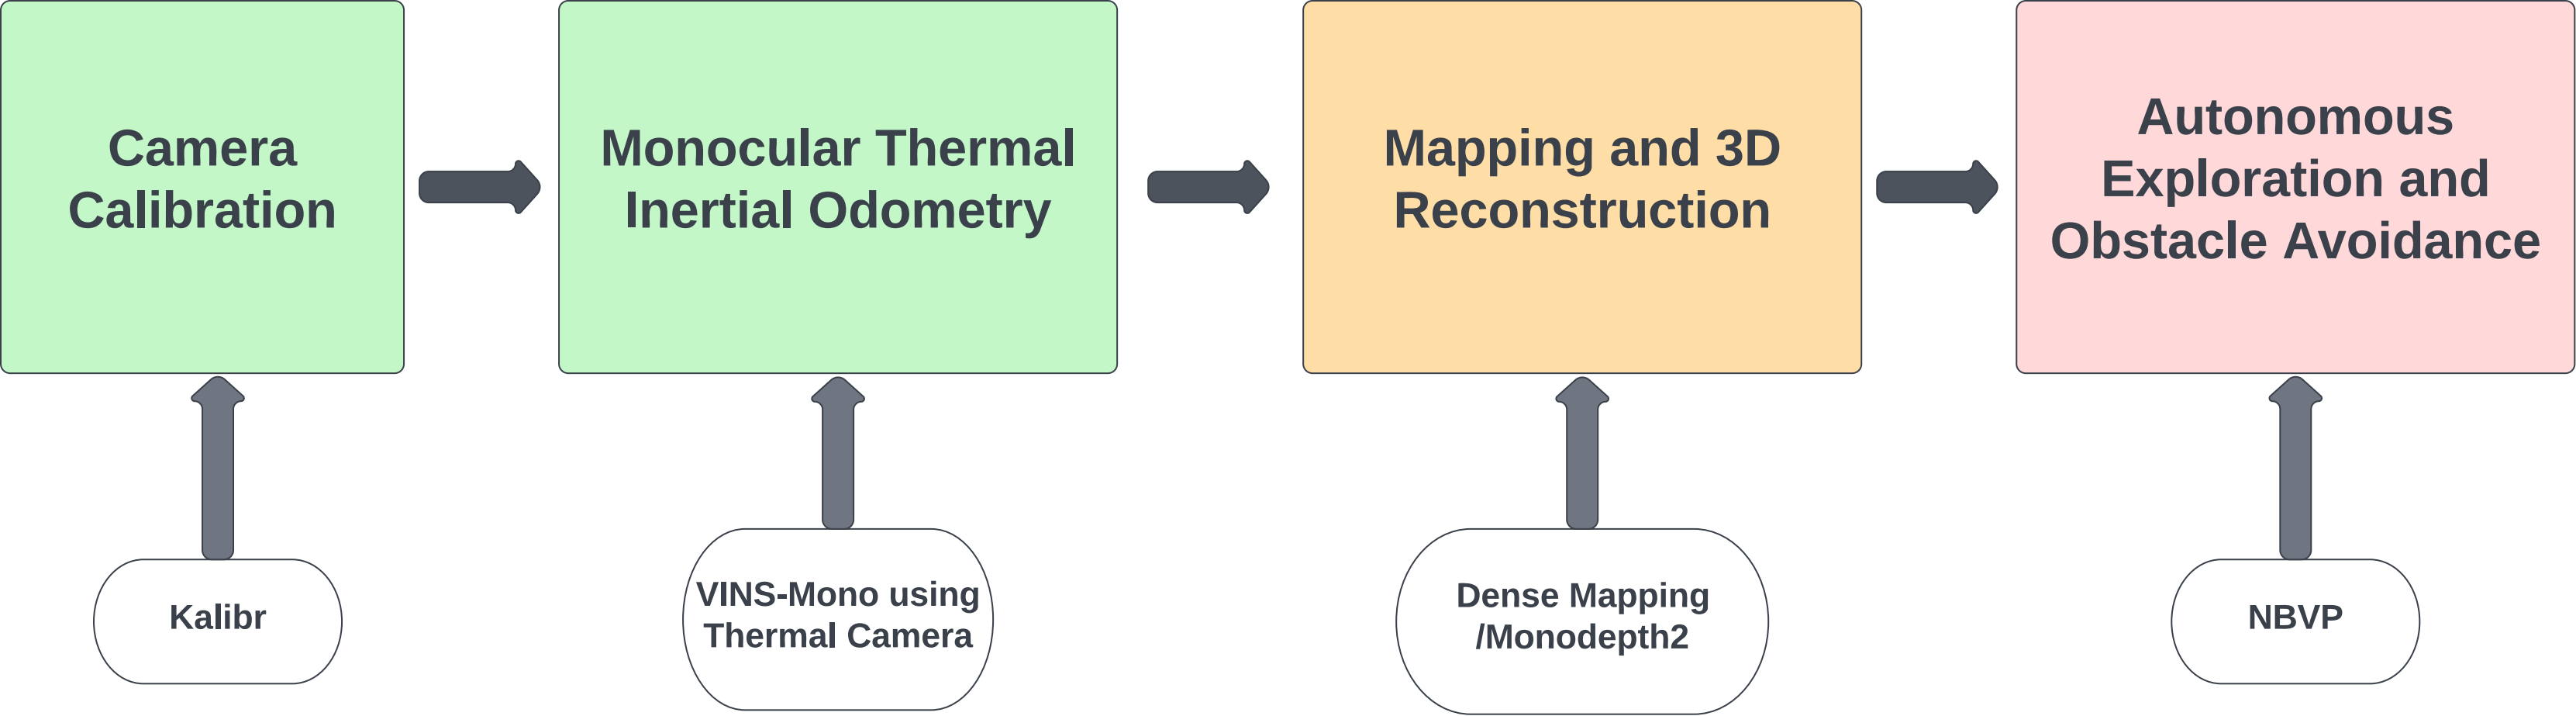 Camera
Calibration
Monocular Thermal
Inertial Odometry
Mapping and 3D
Reconstruction
Autonomous
Exploration and
Obstacle Avoidance
Kalibr
VINS-Mono using
Thermal Camera
Dense Mapping
/Monodepth2
NBVP